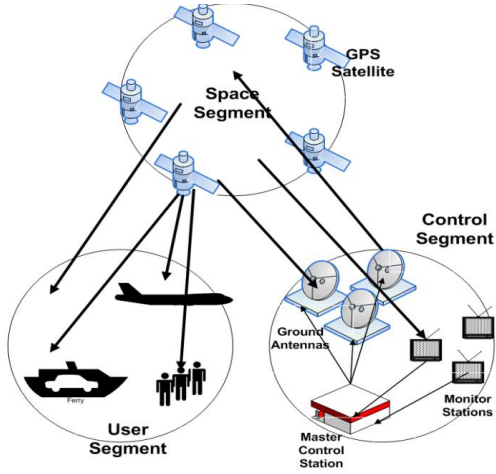 GPS
Satellite
Space
Segment
Control
Segment
Ground
Antennas
Ferry
Monitor
Stations
User
Segment
Master
Control
Station